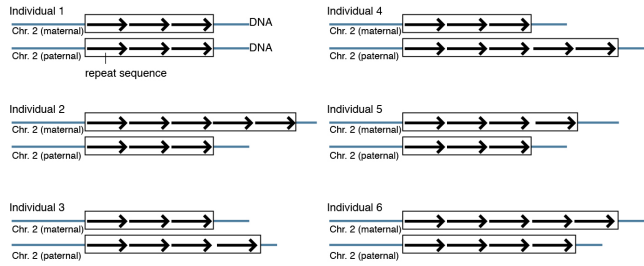 Individual 1
Chr. 2 (maternal)
DNA
Chr. 2 (paternal)
DNA
repeat sequence
Individual 2
Chr. 2 (maternal)
Chr. 2 (paternal)
Individual 3
Chr. 2 (maternal)
Chr. 2 (paternal)
Individual 4
Chr. 2 (maternal)
Chr. 2 (paternal)
Individual 5
Chr. 2 (maternal)
Chr. 2 (paternal)
Individual 6
Chr. 2 (maternal)
Chr. 2 (paternal)